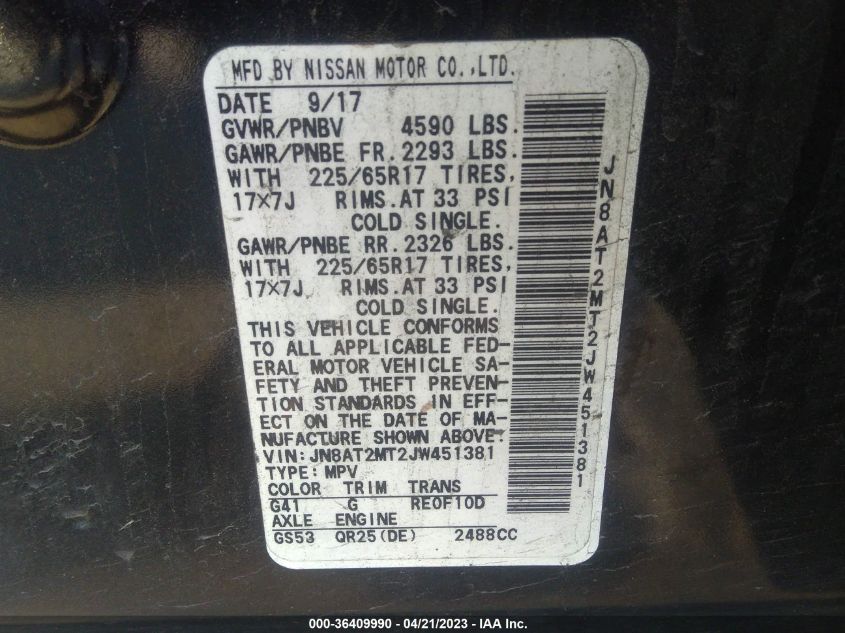 MFD BY NISSAN MOTOR CO.,LTD.
DATE 9/17
GVWR/PNBV 4590 LBS.
GAWR/PNBE FR. 2293 LBS.
WITH 225/65R17 TIRES,
17×7J RIMS. AT 33 PSI
COLD SINGLE.
GAWR/PNBE RR. 2326 LBS.
WITH 225/65R17 TIRES,
17×7J RIMS. AT 33 PSI
COLD SINGLE.
THIS VEHICLE CONFORMS
TO ALL APPLICABLE FED-
ERAL MOTOR VEHICLE SA-
FETY AND THEFT PREVEN-
TION STANDARDS IN EFF-
ECT ON THE DATE OF MA-
NUFACTURE SHOWN ABOVE.
VIN: JN8AT2MT2JW451381
TYPE: MPV
COLOR TRIM TRANS
G41 G RE0F10D
AXLE ENGINE
GS53 QR25(DE) 2488CC
JN8AT2MT2JW451381
000-36409990 - 04/21/2023 - IAA Inc.